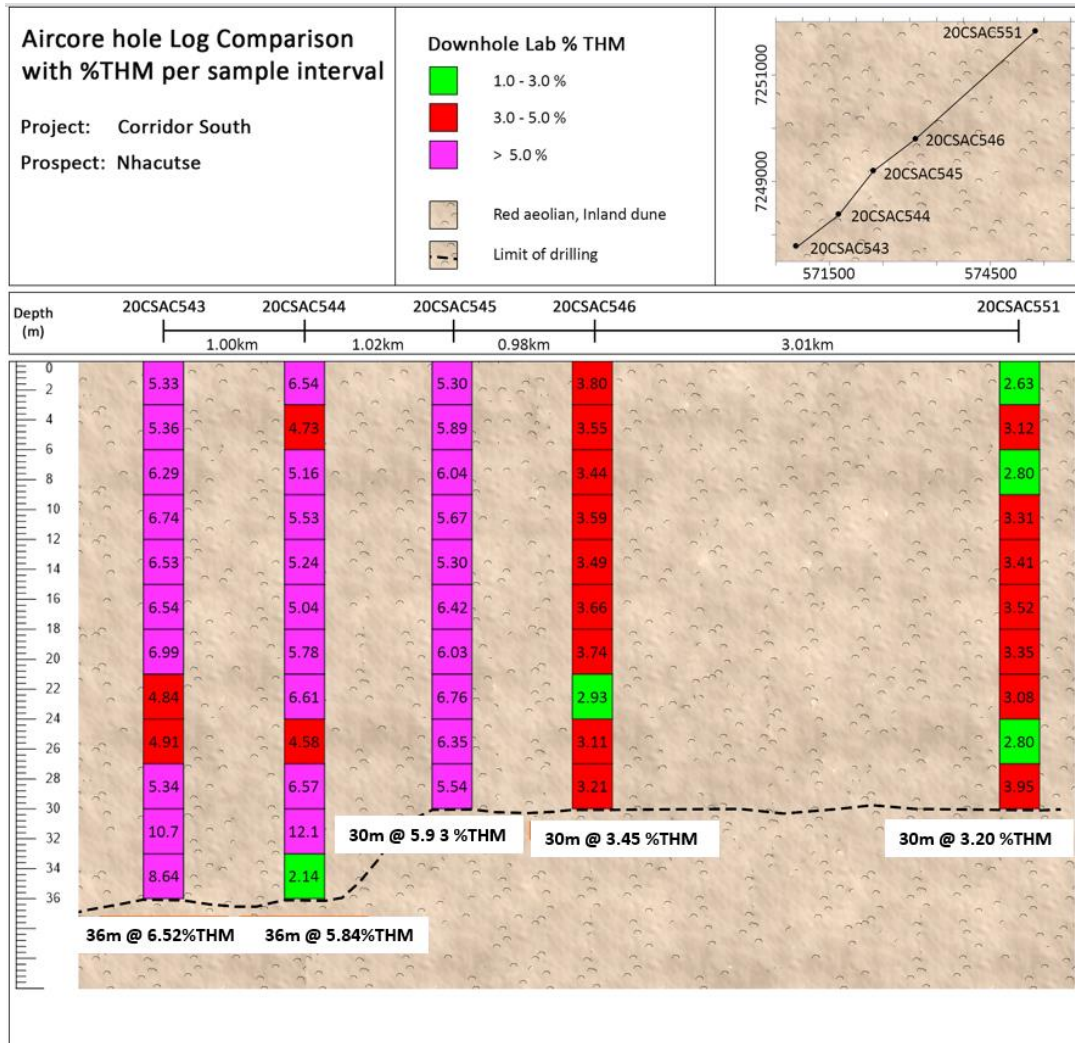 Aircore hole Log Comparison
with %THM per sample interval
Project: Corridor South
Prospect: Nhacutse
Downhole Lab % THM
1.0 - 3.0 %
3.0 - 5.0 %
> 5.0 %
Red aeolian, Inland dune
Limit of drilling
20CSAC551
20CSAC546
20CSAC545
20CSAC544
20CSAC543
7251000
7249000
571500 574500
Depth
(m)
20CSAC543 20CSAC544 20CSAC545 20CSAC546 20CSAC551
1.00km 1.02km 0.98km 3.01km
0
2
4
6
8
10
12
14
16
18
20
22
24
26
28
30
32
34
36
5.33 6.54 5.30 3.80 2.63
5.36 4.73 5.89 3.55 3.12
6.29 5.16 6.04 3.44 2.80
6.74 5.53 5.67 3.59 3.31
6.53 5.24 5.30 3.49 3.41
6.54 5.04 6.42 3.66 3.52
6.99 5.78 6.03 3.74 3.35
4.84 6.61 6.76 2.93 3.08
4.91 4.58 6.35 3.11 2.80
5.34 6.57 5.54 3.21 3.95
10.7 12.1
8.64 2.14
30m @ 5.9 3 %THM 30m @ 3.45 %THM 30m @ 3.20 %THM
36m @ 6.52%THM 36m @ 5.84%THM